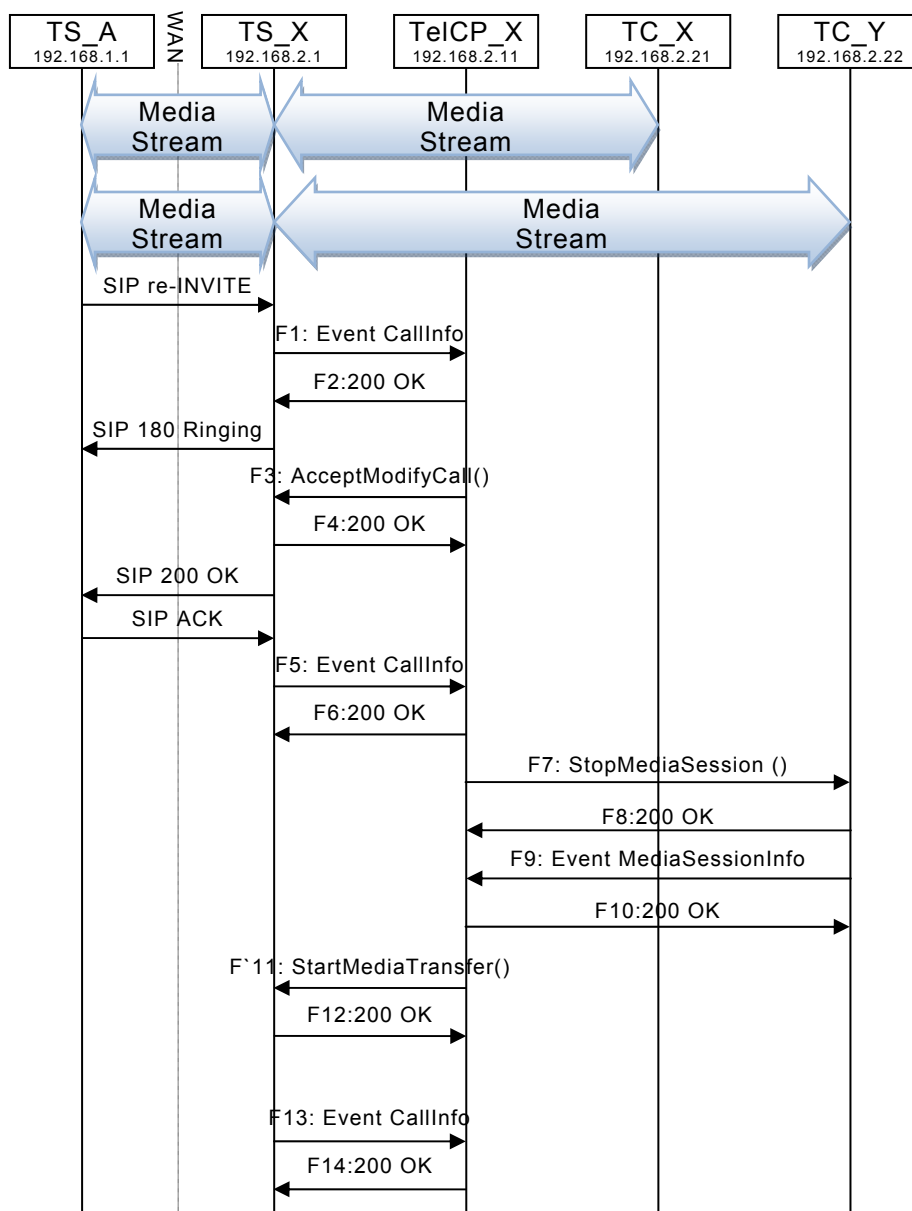 TS_A
192.168.1.1
WAN
TS_X
192.168.2.1
TelCP_X
192.168.2.11
TC_X
192.168.2.21
TC_Y
192.168.2.22
Media
Stream
Media
Stream
Media
Stream
Media
Stream
SIP re-INVITE
F1: Event CallInfo
F2:200 OK
SIP 180 Ringing
F3: AcceptModifyCall()
F4:200 OK
SIP 200 OK
SIP ACK
F5: Event CallInfo
F6:200 OK
F7: StopMediaSession ()
F8:200 OK
F9: Event MediaSessionInfo
F10:200 OK
F`11: StartMediaTransfer()
F12:200 OK
F13: Event CallInfo
F14:200 OK